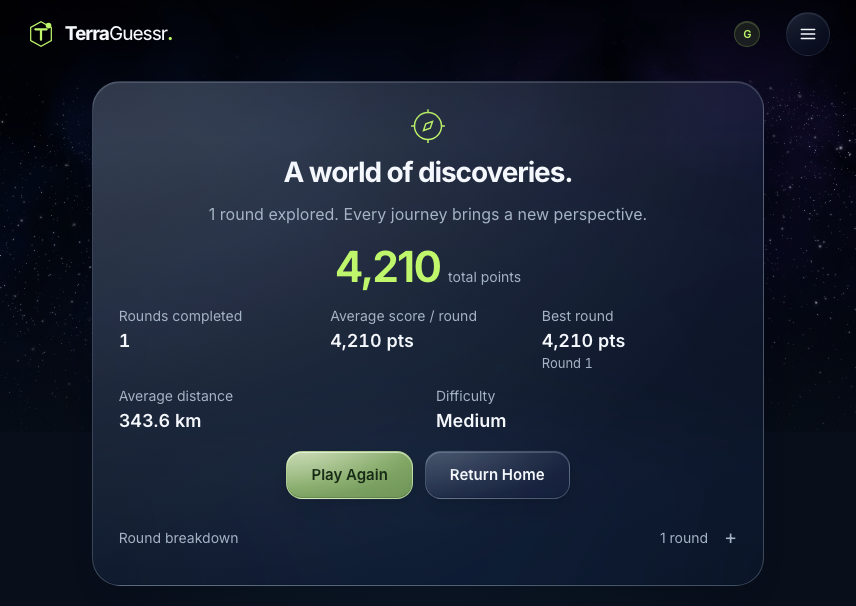 TerraGuessr.
G
A world of discoveries.
1 round explored. Every journey brings a new perspective.
4,210 total points
Rounds completed
1
Average score / round
4,210 pts
Best round
4,210 pts
Round 1
Average distance
343.6 km
Difficulty
Medium
Play Again
Return Home
Round breakdown
1 round +